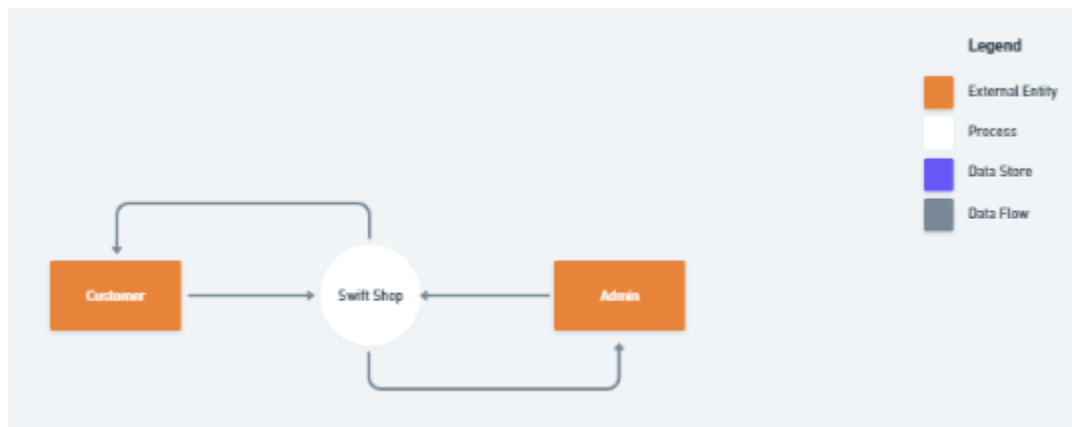 Legend
External Entity
Process
Data Store
Data Flow
Customer
Swift Shop
Admin